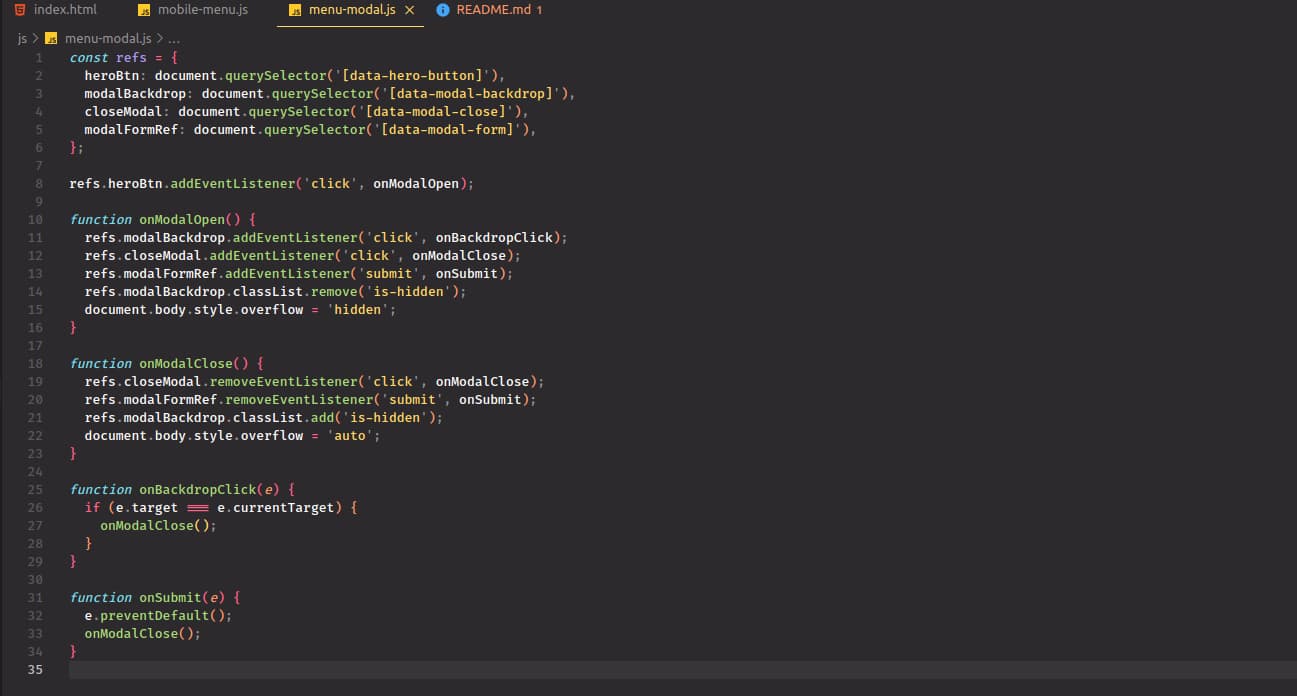 index.html mobile-menu.js menu-modal.js README.md 1
js > menu-modal.js > ...
1 const refs = {
2   heroBtn: document.querySelector('[data-hero-button]'),
3   modalBackdrop: document.querySelector('[data-modal-backdrop]'),
4   closeModal: document.querySelector('[data-modal-close]'),
5   modalFormRef: document.querySelector('[data-modal-form]'),
6 };
7
8 refs.heroBtn.addEventListener('click', onModalOpen);
9
10 function onModalOpen() {
11   refs.modalBackdrop.addEventListener('click', onBackdropClick);
12   refs.closeModal.addEventListener('click', onModalClose);
13   refs.modalFormRef.addEventListener('submit', onSubmit);
14   refs.modalBackdrop.classList.remove('is-hidden');
15   document.body.style.overflow = 'hidden';
16 }
17
18 function onModalClose() {
19   refs.closeModal.removeEventListener('click', onModalClose);
20   refs.modalFormRef.removeEventListener('submit', onSubmit);
21   refs.modalBackdrop.classList.add('is-hidden');
22   document.body.style.overflow = 'auto';
23 }
24
25 function onBackdropClick(e) {
26   if (e.target === e.currentTarget) {
27     onModalClose();
28   }
29 }
30
31 function onSubmit(e) {
32   e.preventDefault();
33   onModalClose();
34 }
35